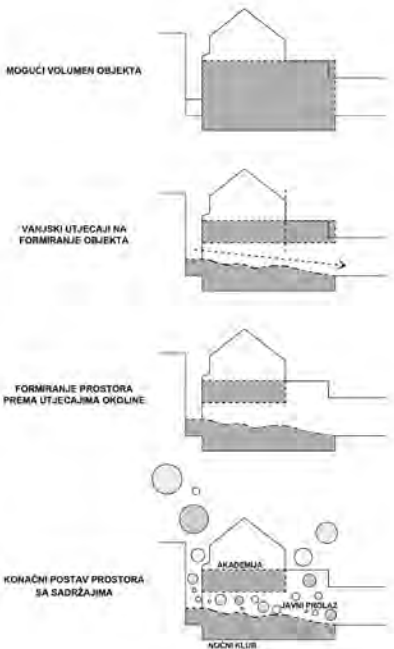 MOGUĆI VOLUMEN OBJEKTA
VANJSKI UTJECAJI NA
FORMIRANJE OBJEKTA
FORMIRANJE PROSTORA
PREMA UTJECAJIMA OKOLINE
KONAČNI POSTAV PROSTORA
SA SADRŽAJIMA
AKADEMIJA
JAVNI PROLAZ
NOĆNI KLUB